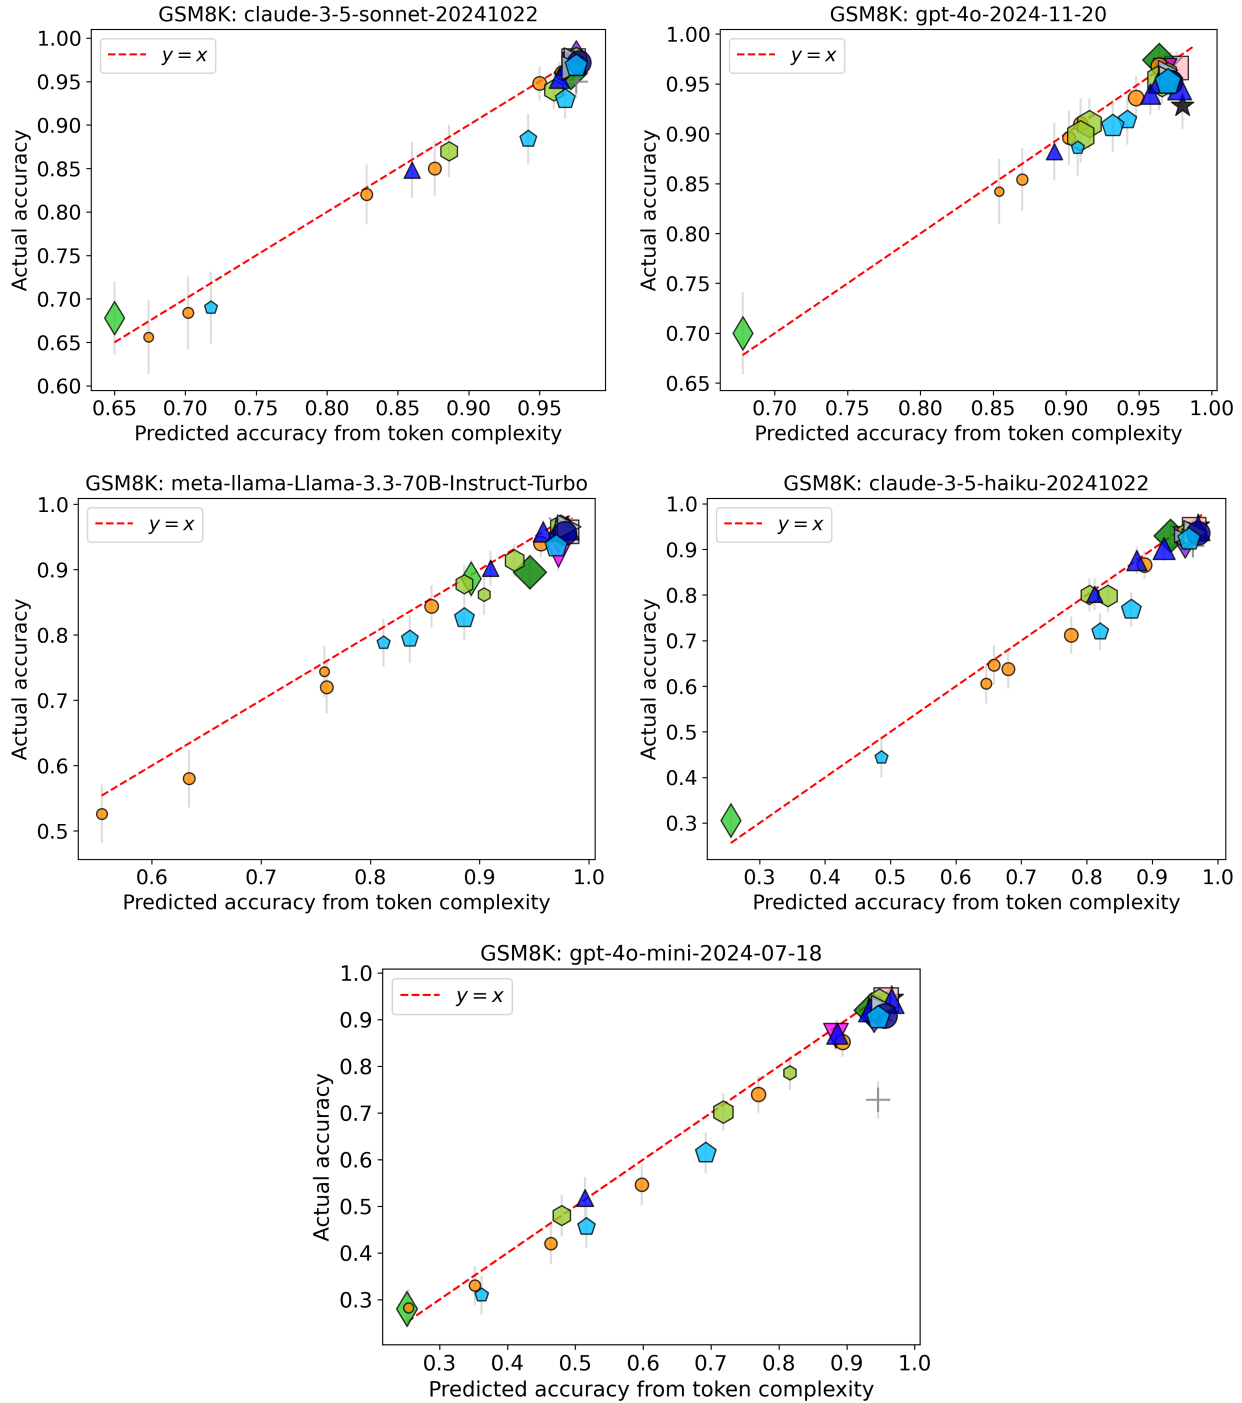 GSM8K: claude-3-5-sonnet-20241022
y = x
1.00
0.95
0.90
0.85
0.80
0.75
0.70
0.65
0.60
Actual accuracy
0.65 0.70 0.75 0.80 0.85 0.90 0.95
Predicted accuracy from token complexity
GSM8K: gpt-4o-2024-11-20
y = x
1.00
0.95
0.90
0.85
0.80
0.75
0.70
0.65
Actual accuracy
0.70 0.75 0.80 0.85 0.90 0.95 1.00
Predicted accuracy from token complexity
GSM8K: meta-llama-Llama-3.3-70B-Instruct-Turbo
y = x
1.0
0.9
0.8
0.7
0.6
0.5
Actual accuracy
0.6 0.7 0.8 0.9 1.0
Predicted accuracy from token complexity
GSM8K: claude-3-5-haiku-20241022
y = x
1.0
0.9
0.8
0.7
0.6
0.5
0.4
0.3
Actual accuracy
0.3 0.4 0.5 0.6 0.7 0.8 0.9 1.0
Predicted accuracy from token complexity
GSM8K: gpt-4o-mini-2024-07-18
y = x
1.0
0.9
0.8
0.7
0.6
0.5
0.4
0.3
Actual accuracy
0.3 0.4 0.5 0.6 0.7 0.8 0.9 1.0
Predicted accuracy from token complexity